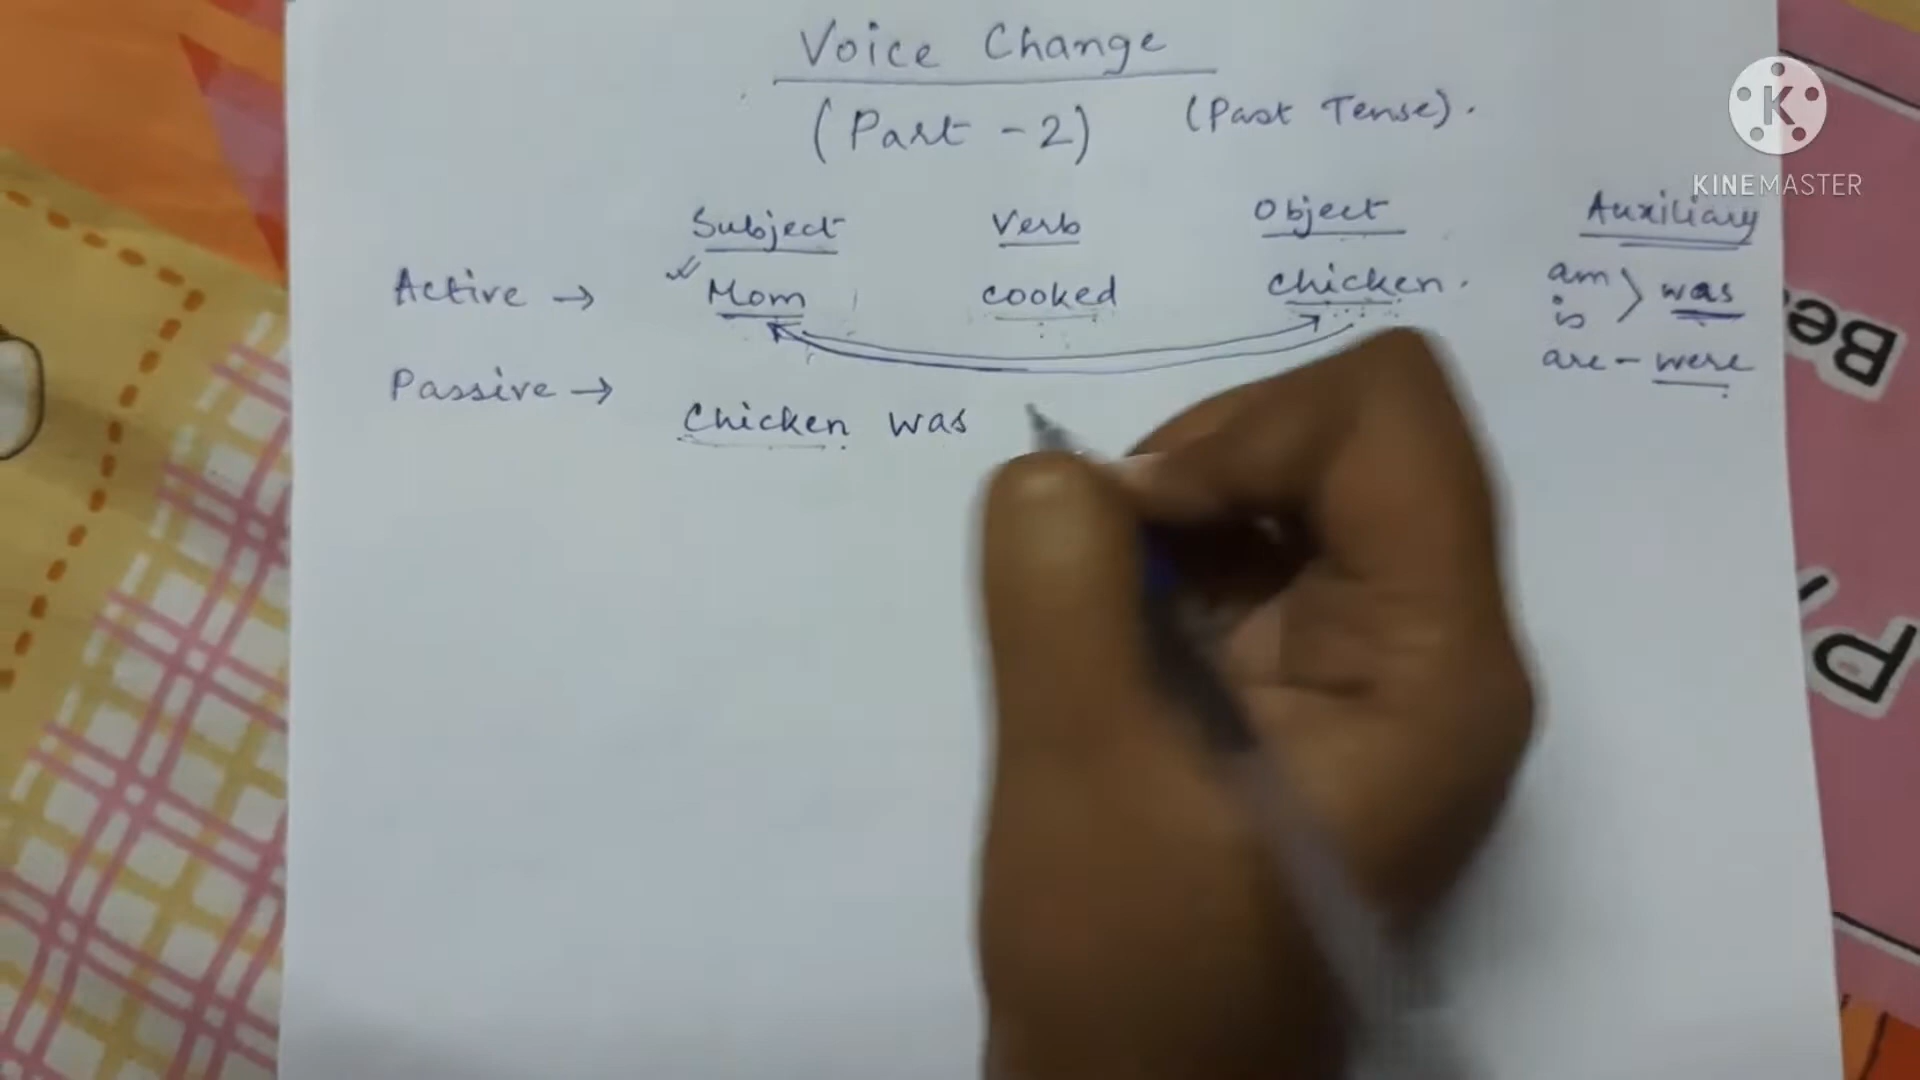 Voice Change
(Part - 2) (Past Tense).
Subject Verb Object Auxiliary
Active → Mom cooked chicken. am
is > was
are - were
Passive → Chicken was
KINEMASTER
Be
P